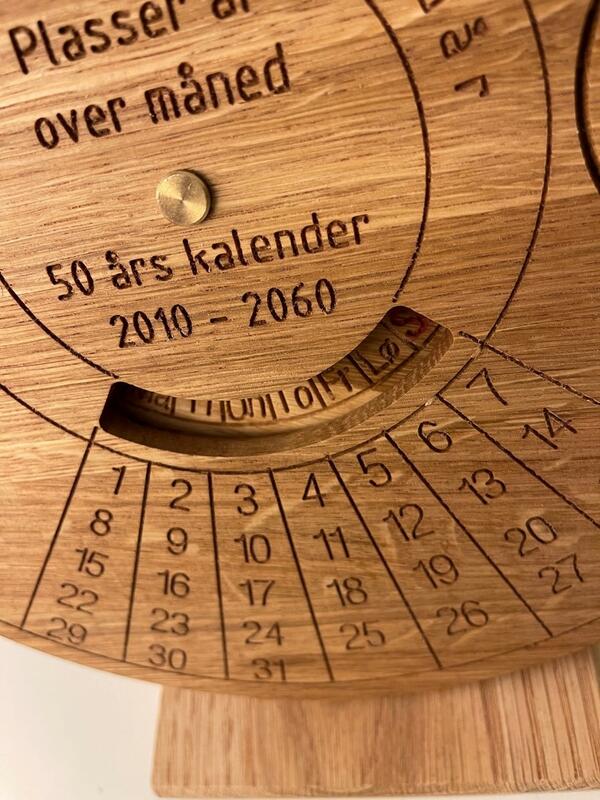 Plasser år
over måned
50 års kalender
2010 - 2060
Fr Lø S
1 2 3 4 5 6 7
8 9 10 11 12 13 14
15 16 17 18 19 20
22 23 24 25 26 27
29 30 31